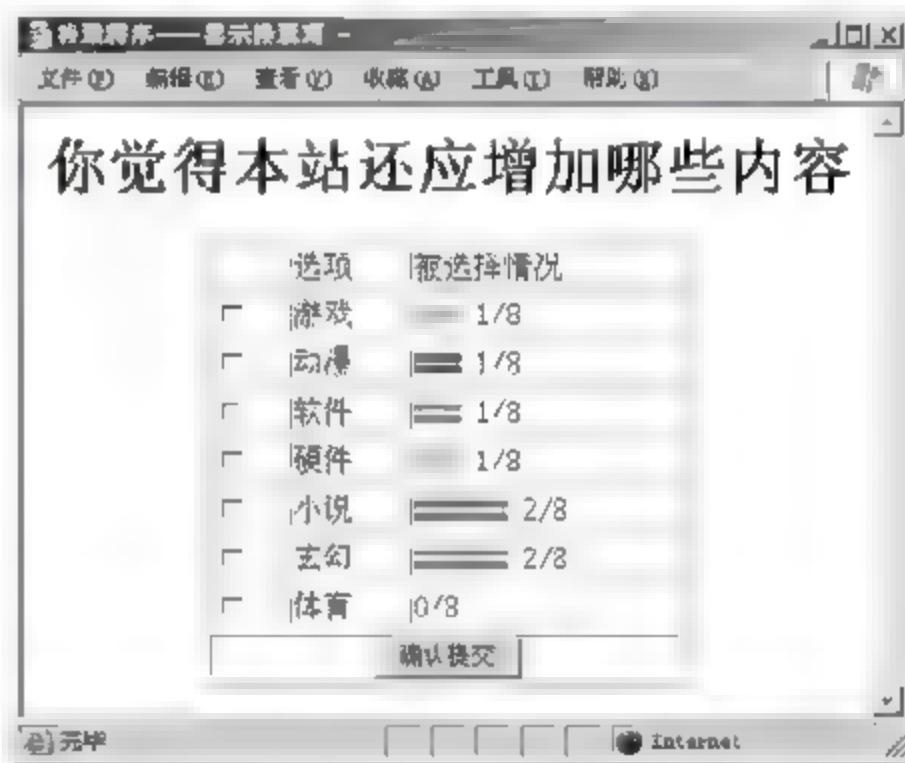 文件(F) 编辑(E) 查看(V) 收藏(A) 工具(T) 帮助(H)
你觉得本站还应增加哪些内容
选项 被选择情况
游戏 1/8
动漫 1/8
软件 1/8
硬件 1/8
小说 2/8
玄幻 2/8
体育 0/8
确认提交
完毕 Internet